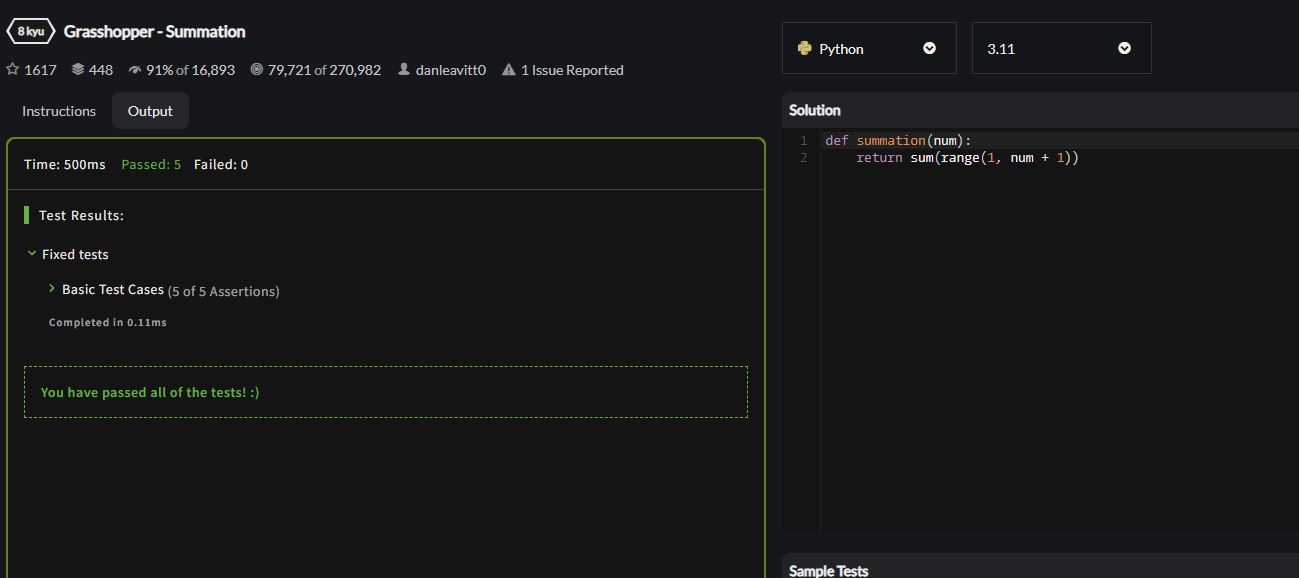 8 kyu Grasshopper - Summation
1617 448 91% of 16,893 79,721 of 270,982 danleavitt0 1 Issue Reported
Instructions Output
Time: 500ms Passed: 5 Failed: 0
Test Results:
Fixed tests
Basic Test Cases (5 of 5 Assertions)
Completed in 0.11ms
You have passed all of the tests! :)
Python 3.11
Solution
1 def summation(num):
2     return sum(range(1, num + 1))
Sample Tests